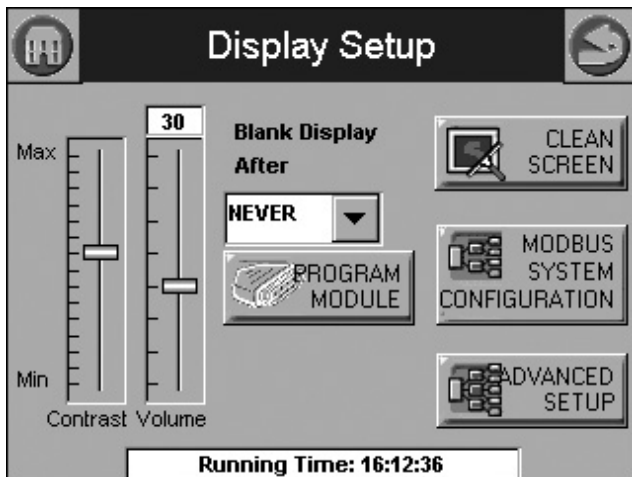 Display Setup
30
Max
Min
Contrast
Volume
Blank Display
After
NEVER
PROGRAM
MODULE
CLEAN
SCREEN
MODBUS
SYSTEM
CONFIGURATION
ADVANCED
SETUP
Running Time: 16:12:36